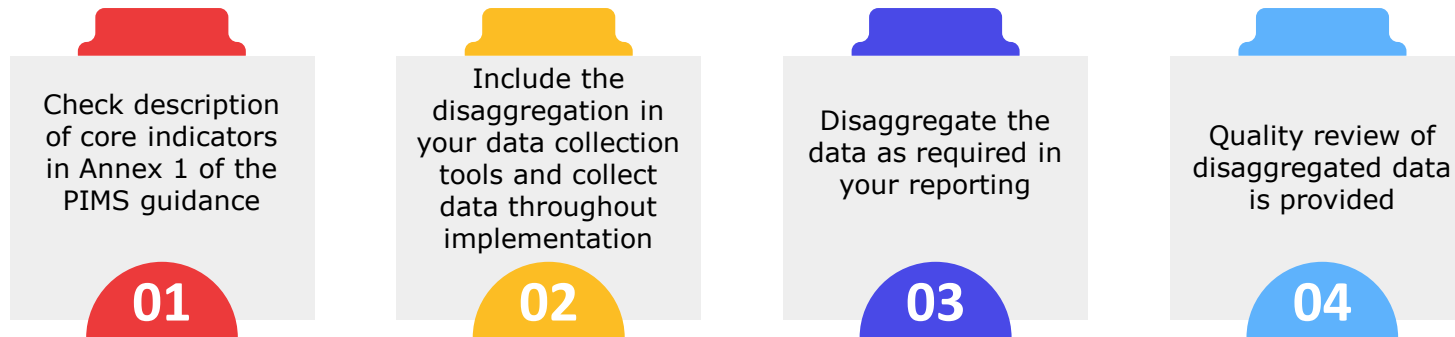 Check description
of core indicators
in Annex 1 of the
PIMS guidance
01
Include the
disaggregation in
your data collection
tools and collect
data throughout
implementation
02
Disaggregate the
data as required in
your reporting
03
Quality review of
disaggregated data
is provided
04